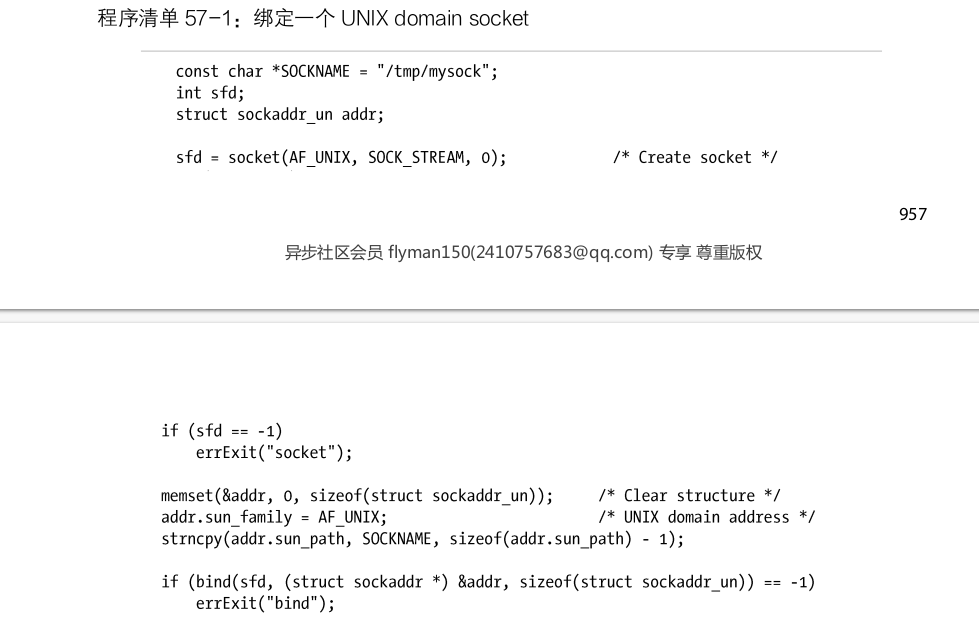 程序清单 57-1：绑定一个 UNIX domain socket
const char *SOCKNAME = "/tmp/mysock";
int sfd;
struct sockaddr_un addr;
sfd = socket(AF_UNIX, SOCK_STREAM, 0); /* Create socket */
957
异步社区会员 flyman150(2410757683@qq.com) 专享 尊重版权
if (sfd == -1)
errExit("socket");
memset(&addr, 0, sizeof(struct sockaddr_un)); /* Clear structure */
addr.sun_family = AF_UNIX; /* UNIX domain address */
strncpy(addr.sun_path, SOCKNAME, sizeof(addr.sun_path) - 1);
if (bind(sfd, (struct sockaddr *) &addr, sizeof(struct sockaddr_un)) == -1)
errExit("bind");